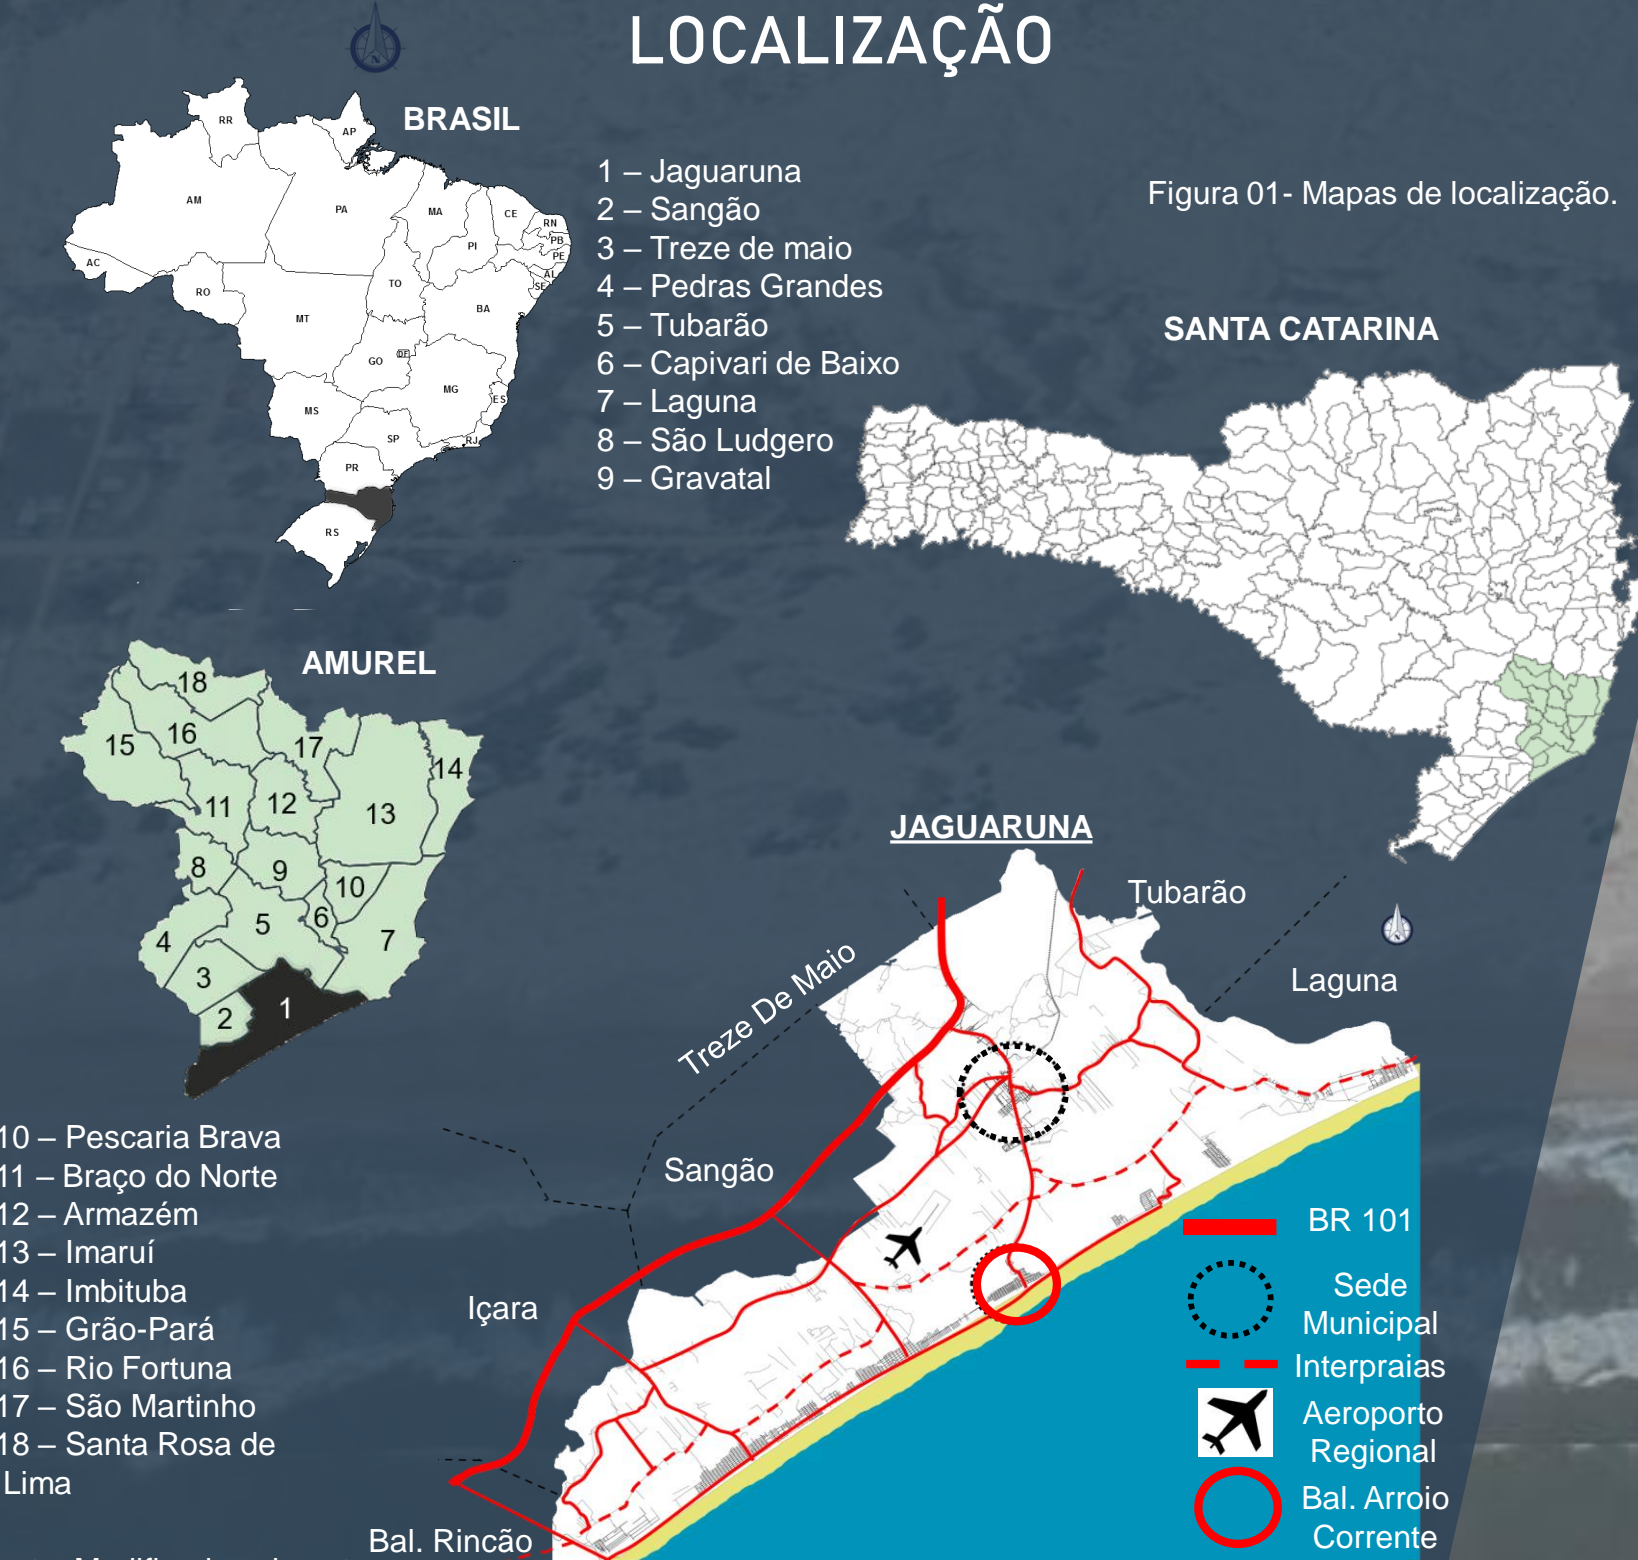 LOCALIZAÇÃO
N
BRASIL
RR
AP
AM
PA
MA
CE
RN
PB
PE
AL
SE
PI
AC
RO
TO
BA
MT
GO
DF
MG
ES
MS
SP
RJ
PR
RS
1 – Jaguaruna
2 – Sangão
3 – Treze de maio
4 – Pedras Grandes
5 – Tubarão
6 – Capivari de Baixo
7 – Laguna
8 – São Ludgero
9 – Gravatal
Figura 01- Mapas de localização.
SANTA CATARINA
AMUREL
18
16
15
17
14
11
12
13
8
9
10
6
5
4
7
3
1
2
10 – Pescaria Brava
11 – Braço do Norte
12 – Armazém
13 – Imaruí
14 – Imbituba
15 – Grão-Pará
16 – Rio Fortuna
17 – São Martinho
18 – Santa Rosa de
Lima
JAGUARUNA
Tubarão
Laguna
Treze De Maio
Sangão
Içara
Bal. Rincão
BR 101
Sede
Municipal
Interpraias
Aeroporto
Regional
Bal. Arroio
Corrente